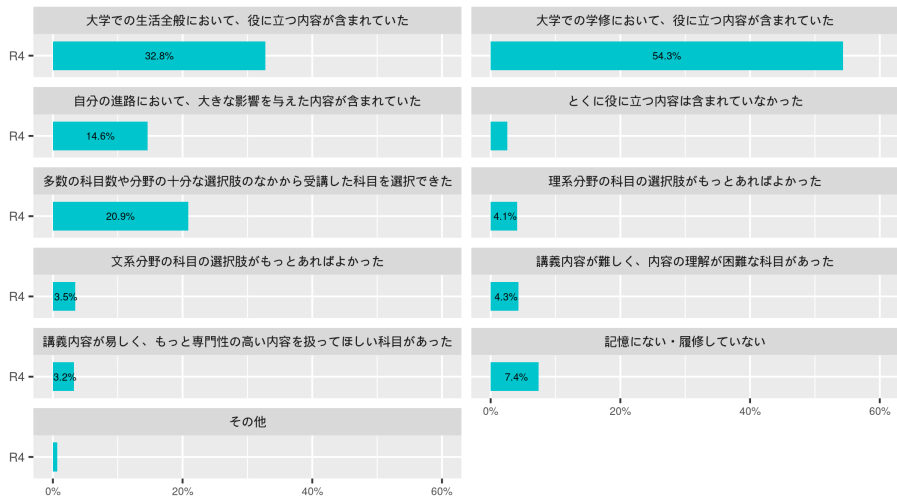 大学での生活全般において、役に立つ内容が含まれていた
R4
32.8%
大学での学修において、役に立つ内容が含まれていた
54.3%
自分の進路において、大きな影響を与えた内容が含まれていた
R4
14.6%
とくに役に立つ内容は含まれていなかった
多数の科目数や分野の十分な選択肢のなかから受講した科目を選択できた
R4
20.9%
理系分野の科目の選択肢がもっとあればよかった
4.1%
文系分野の科目の選択肢がもっとあればよかった
R4
3.5%
講義内容が難しく、内容の理解が困難な科目があった
4.3%
講義内容が易しく、もっと専門性の高い内容を扱ってほしい科目があった
R4
3.2%
記憶にない・履修していない
7.4%
0%
20%
40%
60%
その他
R4
0%
20%
40%
60%